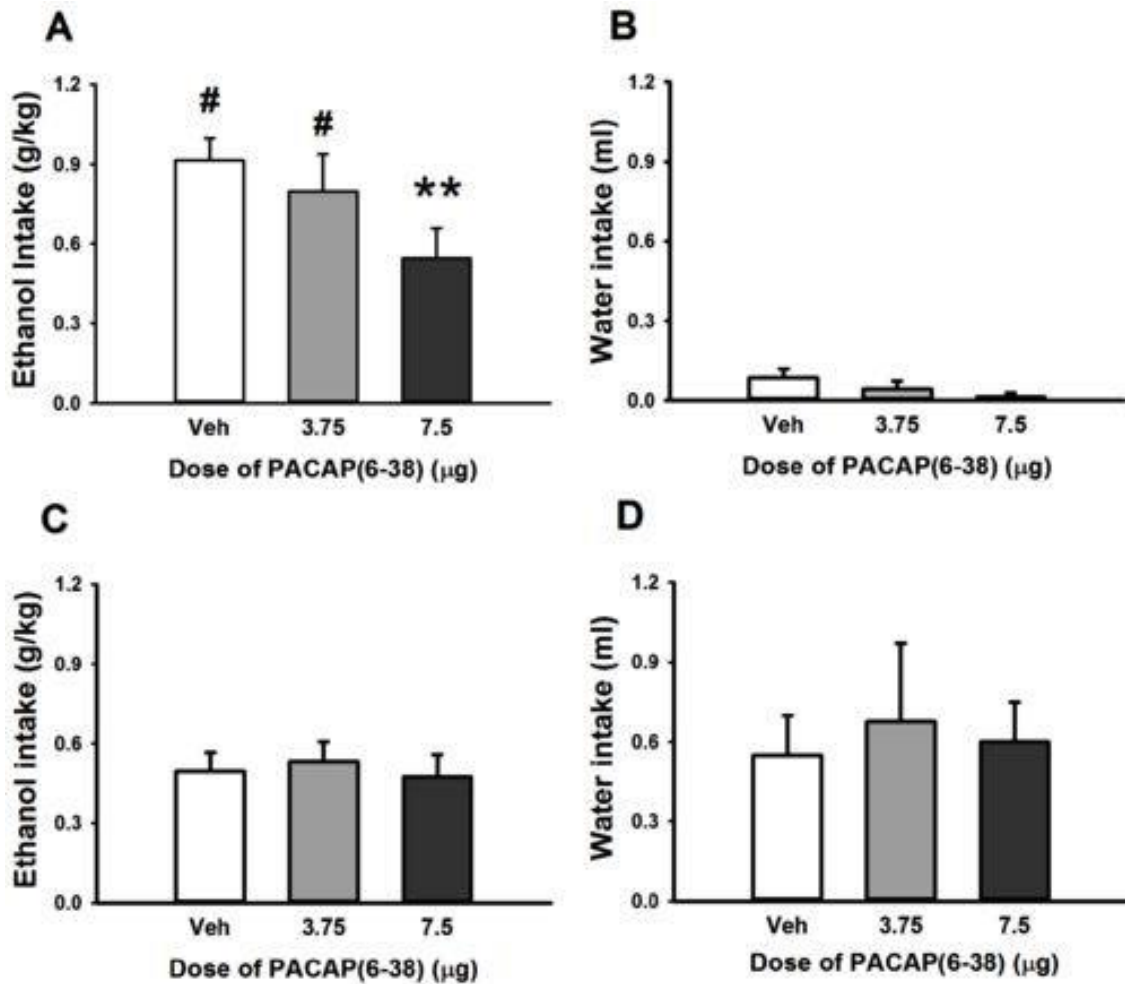 A
Ethanol Intake (g/kg)
1.2
0.9
0.6
0.3
0.0
#
#
**
Veh 3.75 7.5
Dose of PACAP(6-38) (μg)
B
Water intake (ml)
1.2
0.9
0.6
0.3
0.0
Veh 3.75 7.5
Dose of PACAP(6-38) (μg)
C
Ethanol intake (g/kg)
1.2
0.9
0.6
0.3
0.0
Veh 3.75 7.5
Dose of PACAP(6-38) (μg)
D
Water intake (ml)
1.2
0.9
0.6
0.3
0.0
Veh 3.75 7.5
Dose of PACAP(6-38) (μg)